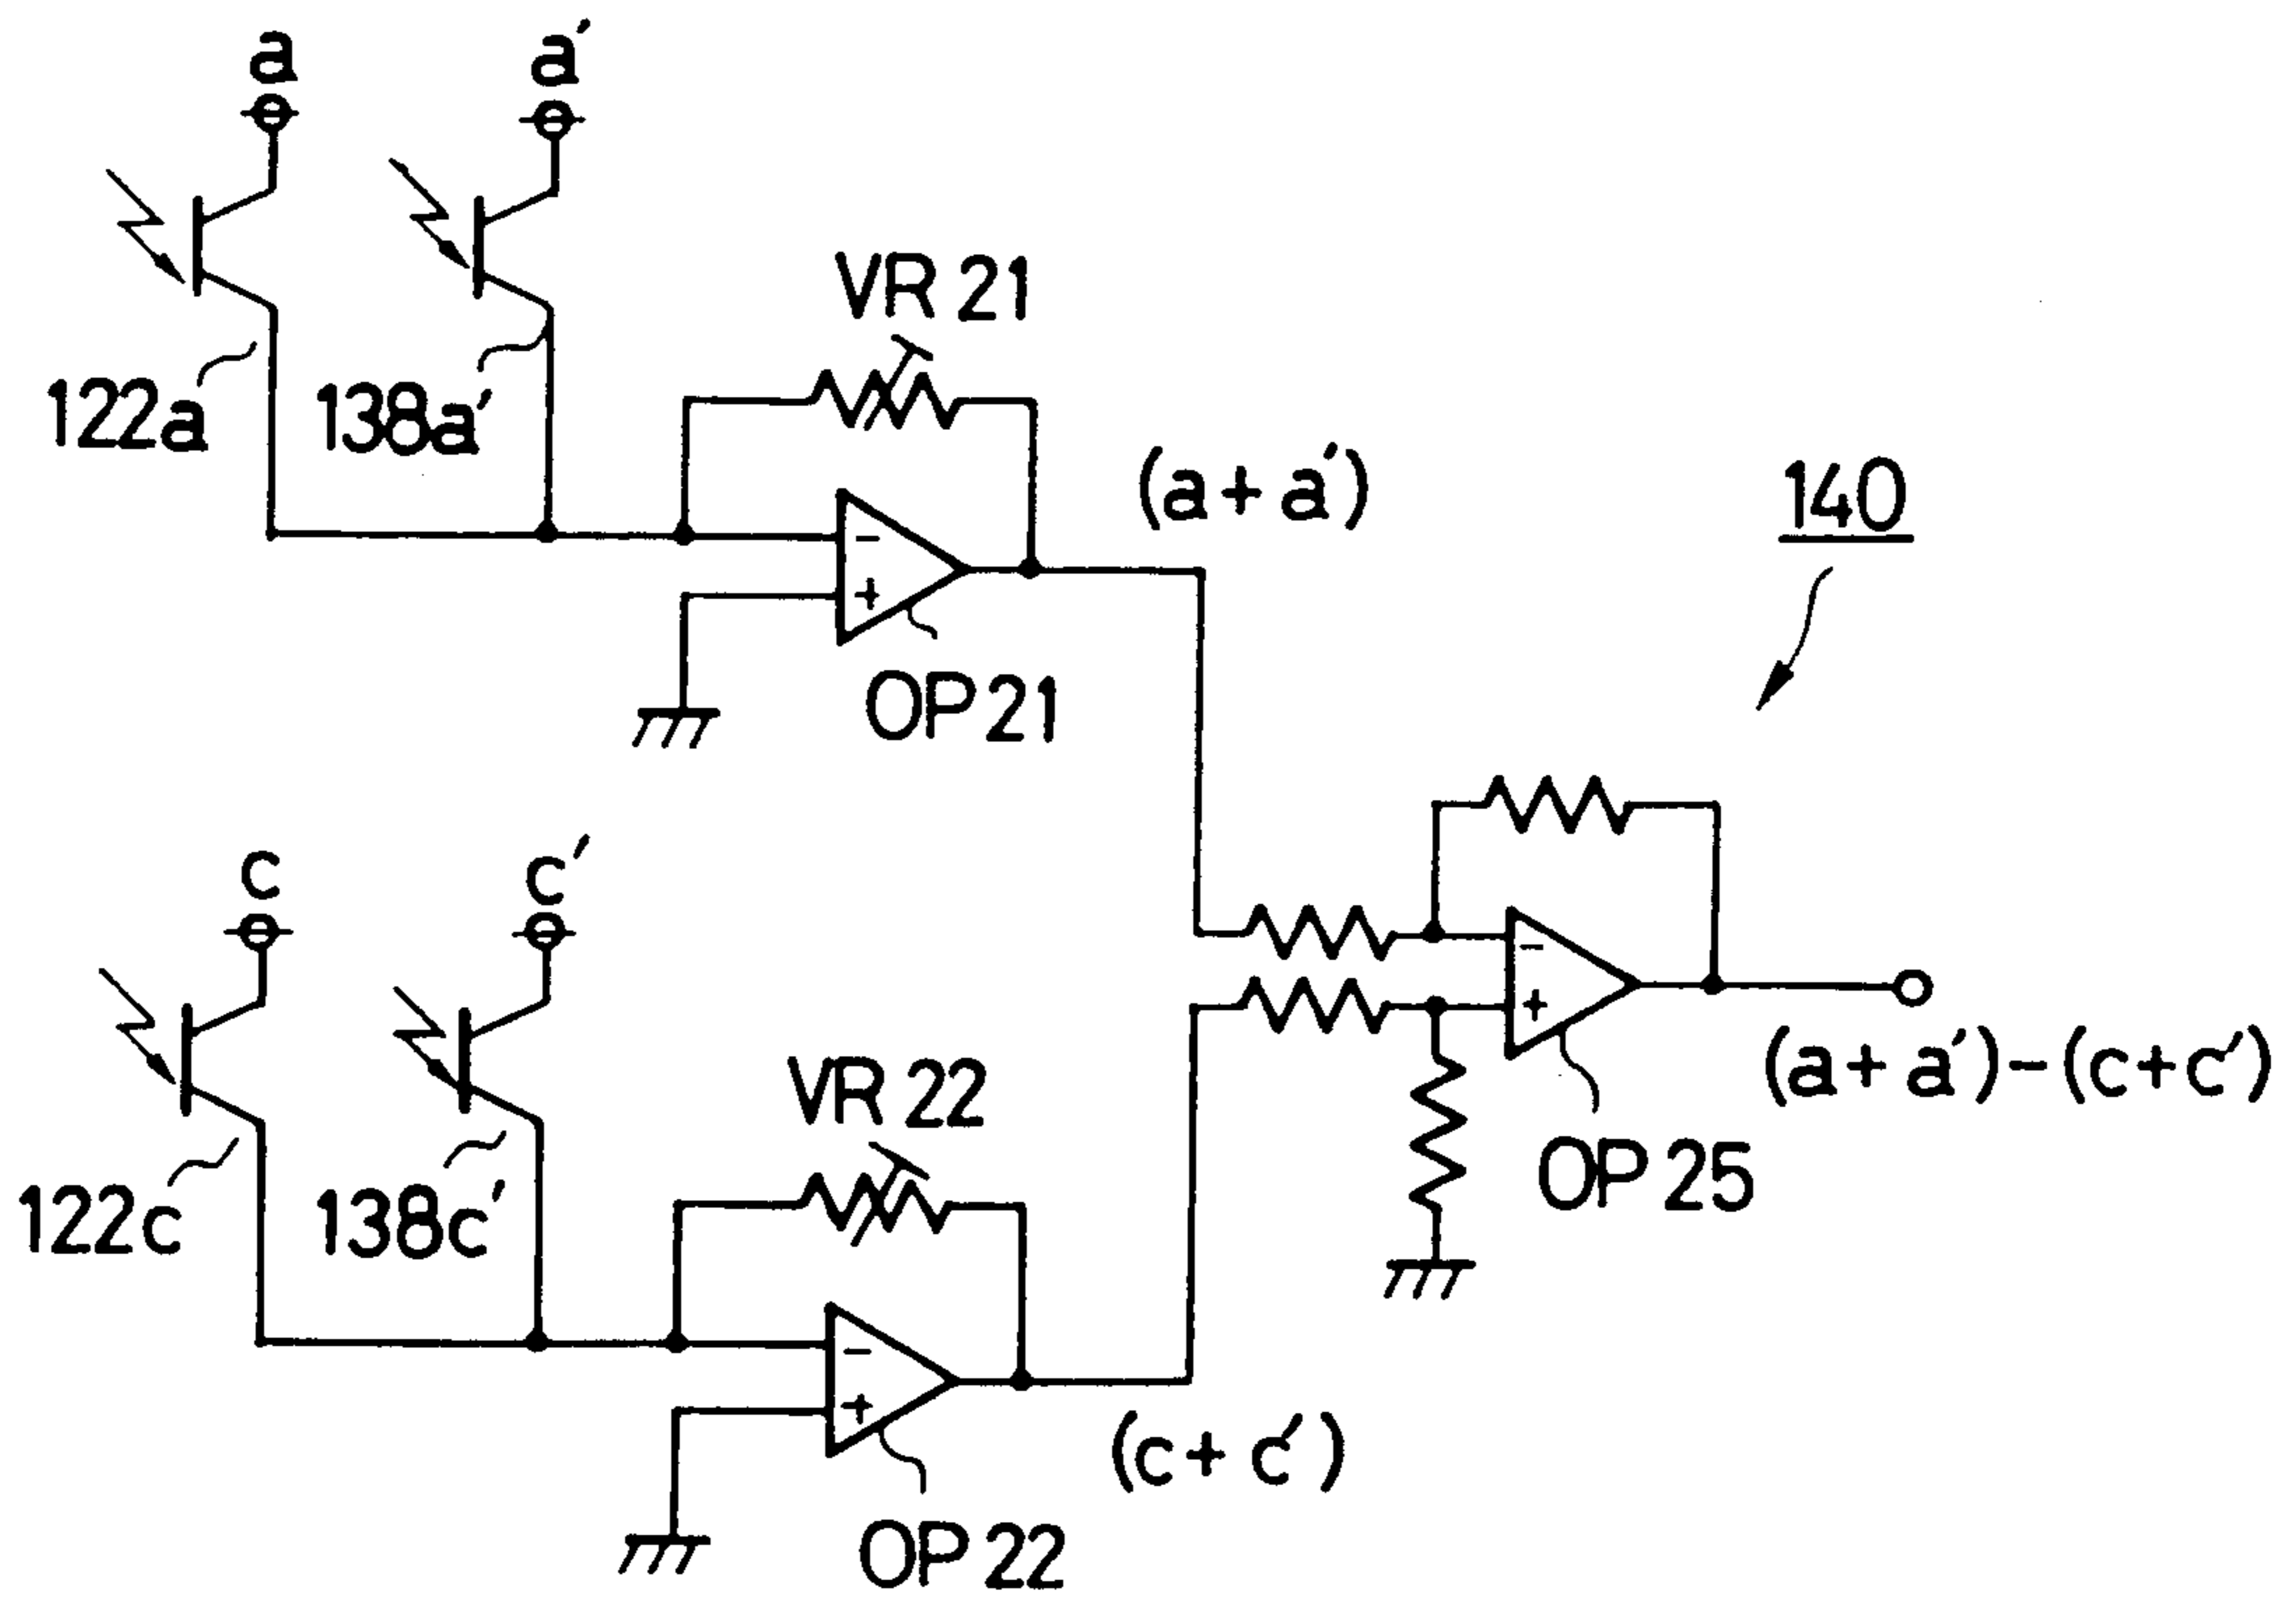 a
a′
VR 21
122a
138a′
(a + a′)
140
−
+
OP 21
c
c′
VR 22
−
+
(a + a′) − (c + c′)
OP 25
122c
138c′
−
+
(c + c′)
OP 22